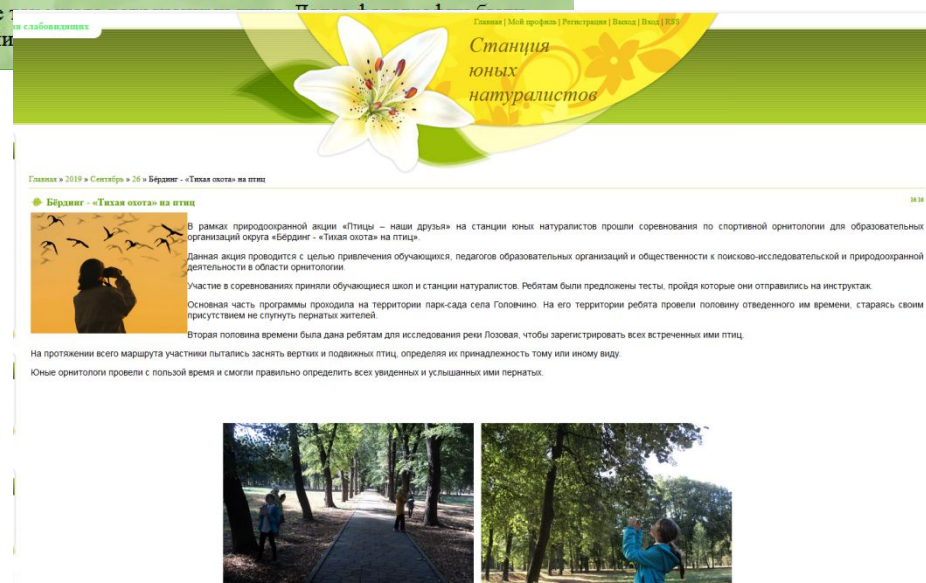 слабовидящих
Главная | Мой профиль | Регистрация | Выход | Вход | RSS
Станция
юных
натуралистов
Главная » 2019 » Сентябрь » 26 » Бёрдинг - «Тихая охота» на птиц
Бёрдинг - «Тихая охота» на птиц
16:16
В рамках природоохранной акции «Птицы – наши друзья» на станции юных натуралистов прошли соревнования по спортивной орнитологии для образовательных
организаций округа «Бёрдинг - «Тихая охота» на птиц».
Данная акция проводится с целью привлечения обучающихся, педагогов образовательных организаций и общественности к поисково-исследовательской и природоохранной
деятельности в области орнитологии.
Участие в соревнованиях приняли обучающиеся школ и станции натуралистов. Ребятам были предложены тесты, пройдя которые они отправились на инструктаж.
Основная часть программы проходила на территории парк-сада села Головчино. На его территории ребята провели половину отведенного им времени, стараясь своим
присутствием не спугнуть пернатых жителей.
Вторая половина времени была дана ребятам для исследования реки Лозовая, чтобы зарегистрировать всех встреченных ими птиц.
На протяжении всего маршрута участники пытались заснять вертких и подвижных птиц, определяя их принадлежность тому или иному виду.
Юные орнитологи провели с пользой время и смогли правильно определить всех увиденных и услышанных ими пернатых.